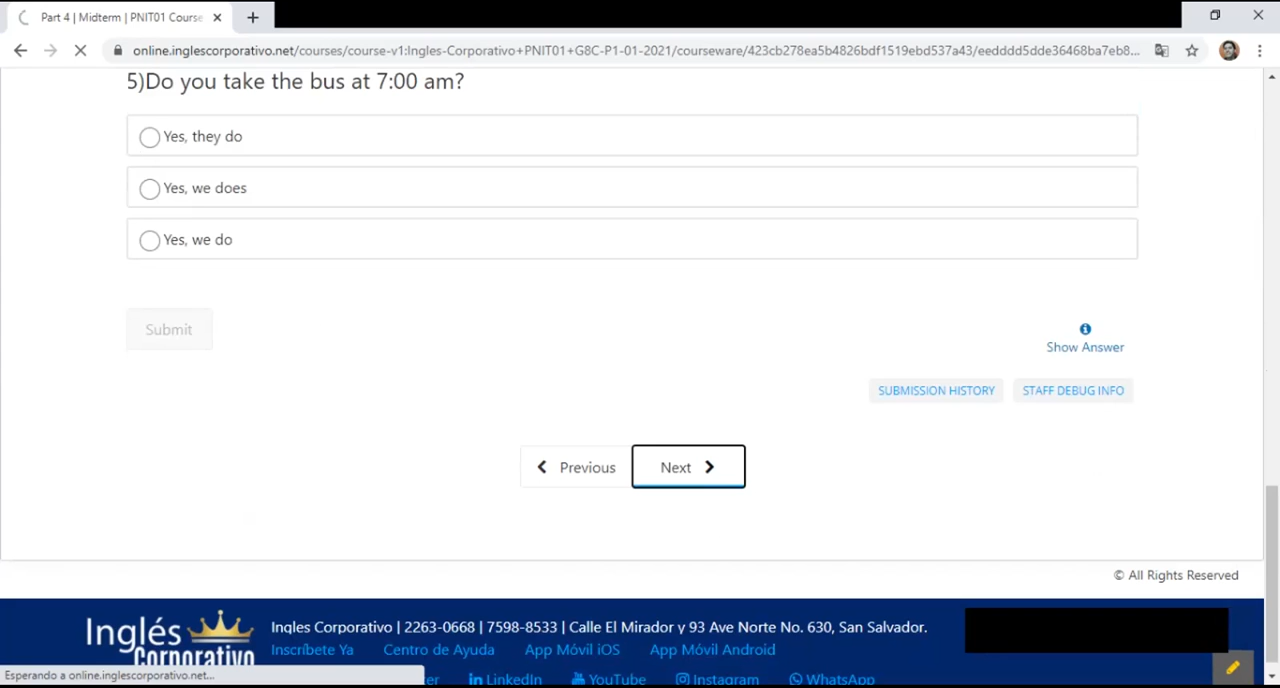 Part 4 | Midterm | PNIT01 Course
online.inglescorporativo.net/courses/course-v1:Ingles-Corporativo+PNIT01+G8C-P1-01-2021/courseware/423cb278ea5b4826bdf1519ebd537a43/eedddd5dde36468ba7eb8...
5)Do you take the bus at 7:00 am?
Yes, they do
Yes, we does
Yes, we do
Submit
Show Answer
SUBMISSION HISTORY STAFF DEBUG INFO
Previous Next
© All Rights Reserved
Inglés Corporativo
Ingles Corporativo | 2263-0668 | 7598-8533 | Calle El Mirador y 93 Ave Norte No. 630, San Salvador.
Inscríbete Ya Centro de Ayuda App Móvil iOS App Móvil Android
Esperando a online.inglescorporativo.net...
LinkedIn YouTube Instagram WhatsApp